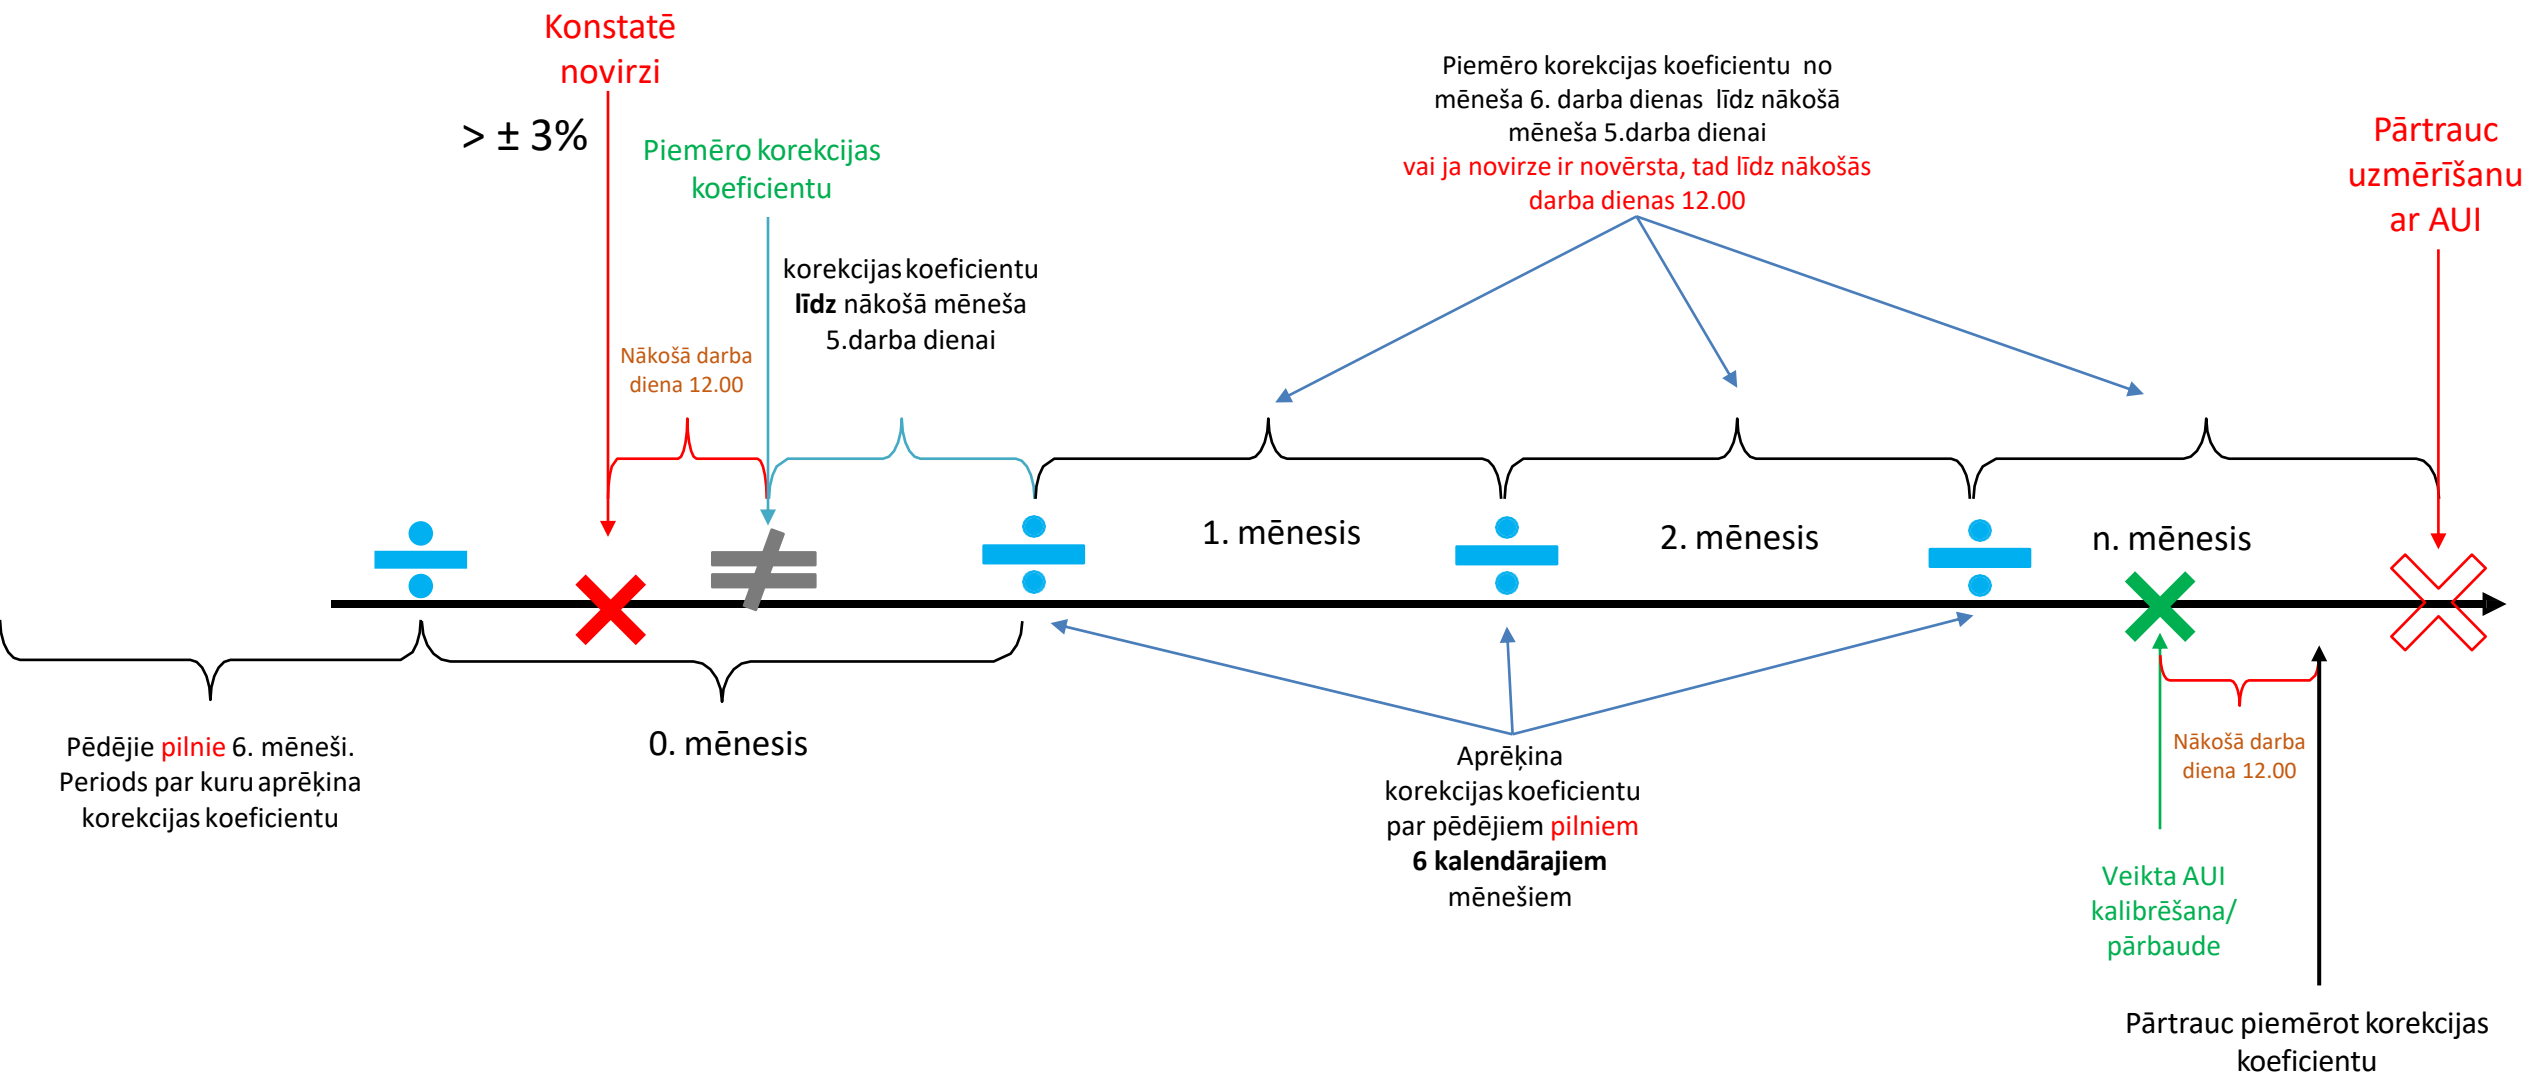 Konstatē
novirzi
> ± 3%
Piemēro korekcijas
koeficientu
korekcijas koeficientu
līdz nākošā mēneša
5.darba dienai
Nākošā darba
diena 12.00
Piemēro korekcijas koeficientu  no
mēneša 6. darba dienas  līdz nākošā
mēneša 5.darba dienai
vai ja novirze ir novērsta, tad līdz nākošās
darba dienas 12.00
Pārtrauc
uzmērīšanu
ar AUI
1. mēnesis
2. mēnesis
n. mēnesis
Pēdējie pilnie 6. mēneši.
Periods par kuru aprēķina
korekcijas koeficientu
0. mēnesis
Aprēķina
korekcijas koeficientu
par pēdējiem pilniem
6 kalendārajiem
mēnešiem
Nākošā darba
diena 12.00
Veikta AUI
kalibrēšana/
pārbaude
Pārtrauc piemērot korekcijas
koeficientu